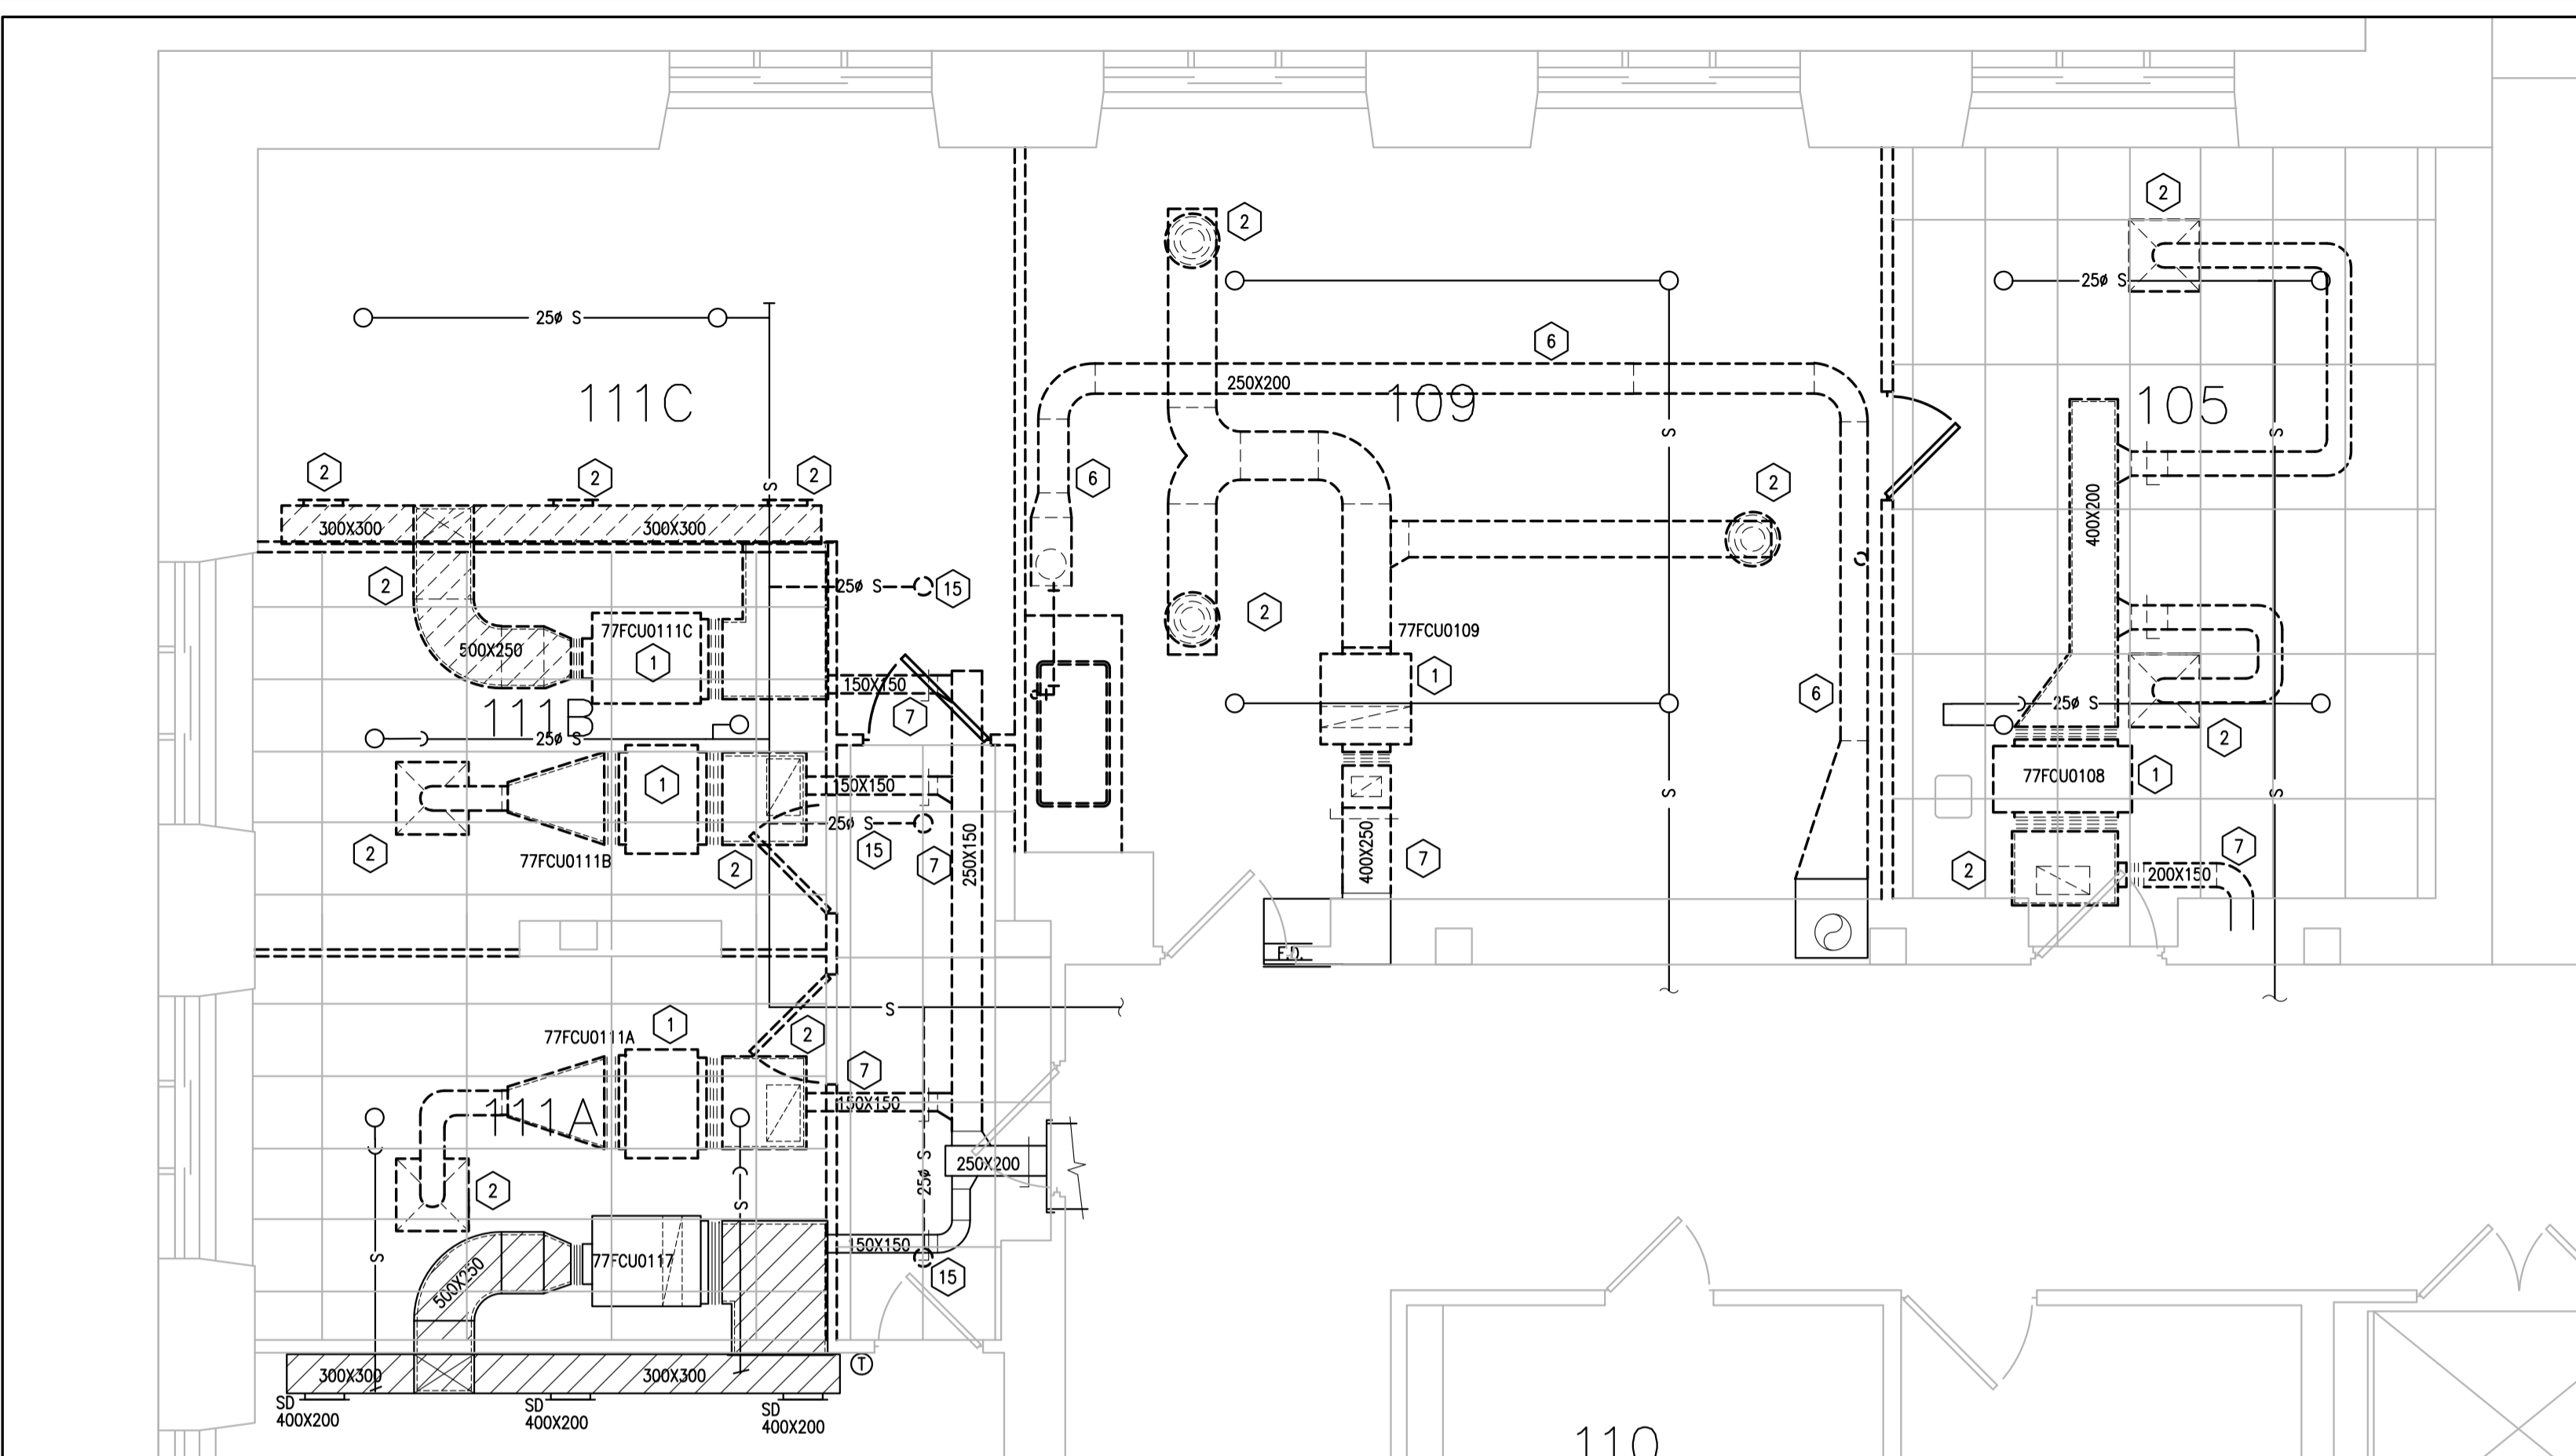 2
2
25ø S
25ø S
6
111C
250X200
109
105
S
S
S
2
2
2
2
6
400X200
300X300
300X300
2
25ø S
15
2
77FCU0111C
77FCU0109
500X250
1
1
150X150
7
6
111B
25ø S
25ø S
2
1
150X150
77FCU0108
1
S
S
25ø S
15
7
250X150
2
77FCU0111B
2
400X250
7
2
200X150
7
F.D.
S
1
77FCU0111A
2
7
111A
150X150
250X200
25ø S
2
S
S
150X150
77FCU0117
500X250
15
T
300X300
300X300
SD
400X200
SD
400X200
SD
400X200
110